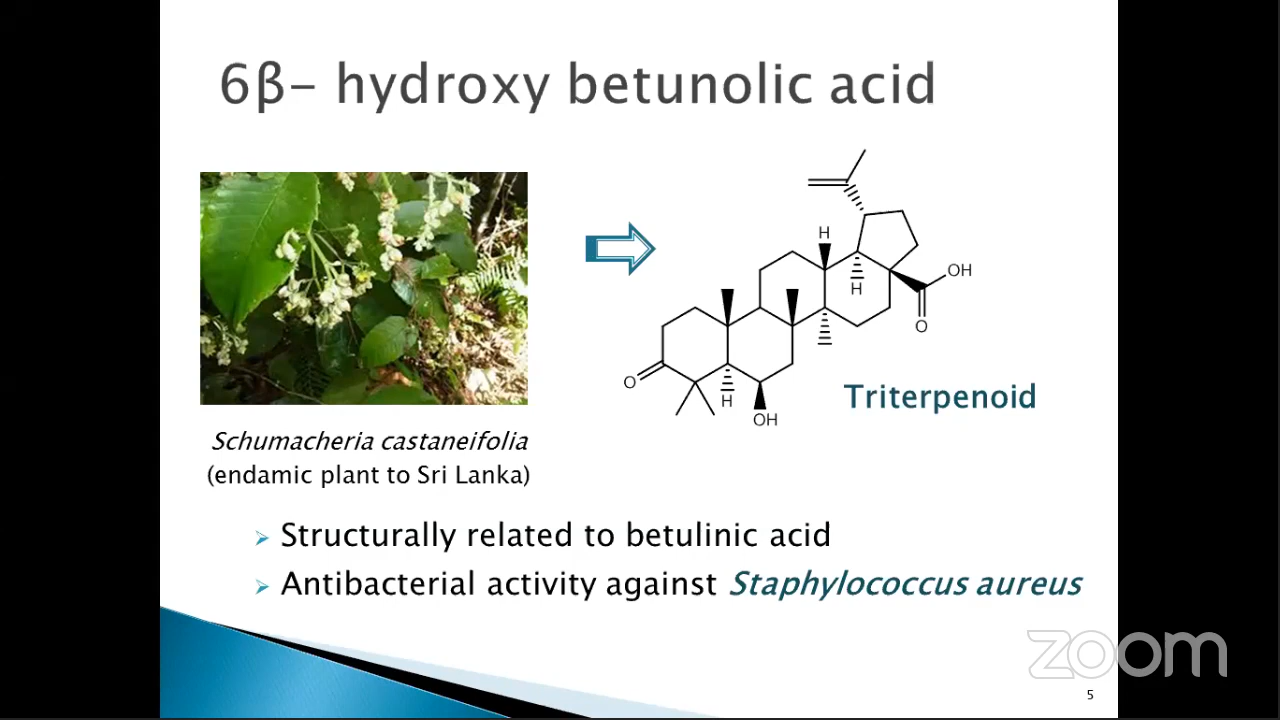 6β- hydroxy betunolic acid
H
H
OH
O
O
H
OH
Triterpenoid
Schumacheria castaneifolia
(endamic plant to Sri Lanka)
Structurally related to betulinic acid
Antibacterial activity against Staphylococcus aureus
zoom
5